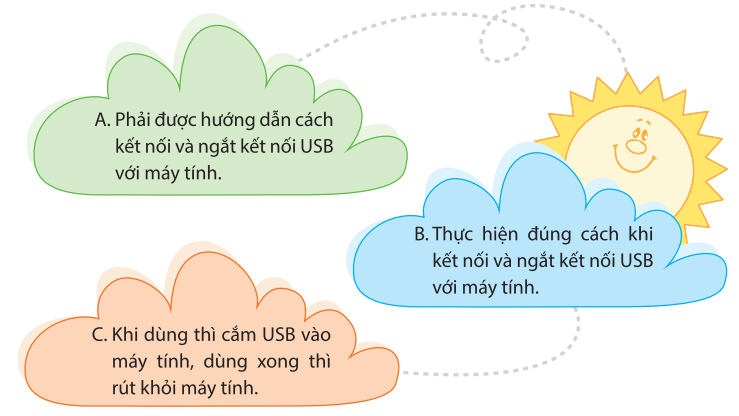 A. Phải được hướng dẫn cách
kết nối và ngắt kết nối USB
với máy tính.
B. Thực hiện đúng cách khi
kết nối và ngắt kết nối USB
với máy tính.
C. Khi dùng thì cắm USB vào
máy tính, dùng xong thì
rút khỏi máy tính.